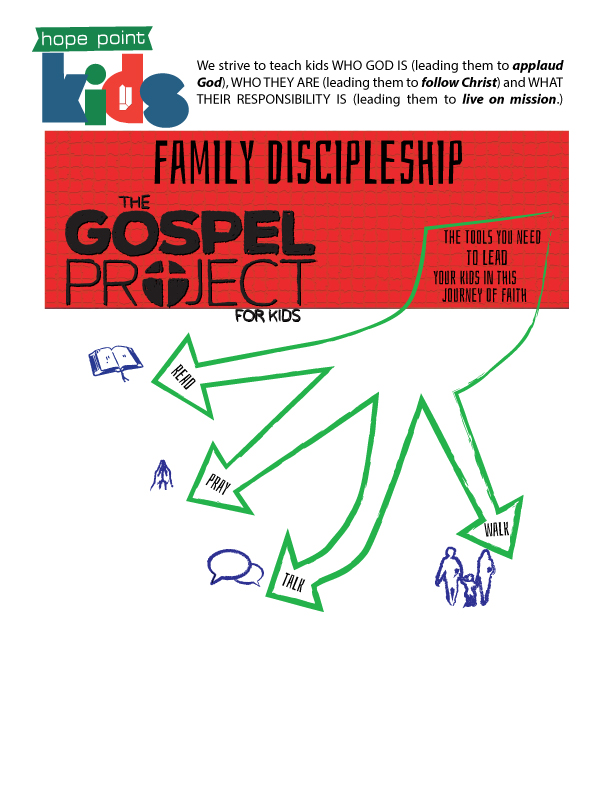 hope point
kids
We strive to teach kids WHO GOD IS (leading them to applaud
God), WHO THEY ARE (leading them to follow Christ) and WHAT
THEIR RESPONSIBILITY IS (leading them to live on mission.)
FAMILY DISCIPLESHIP
THE
GOSPEL
PROJECT
FOR KIDS
THE TOOLS YOU NEED
TO LEAD
YOUR KIDS IN THIS
JOURNEY OF FAITH
READ
PRAY
TALK
WALK